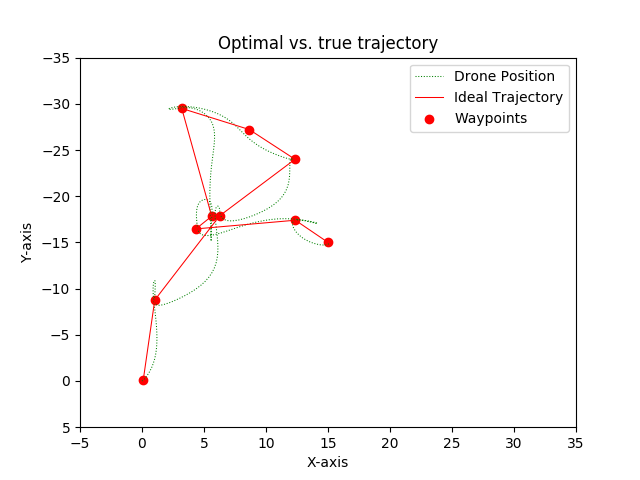 Optimal vs. true trajectory
Drone Position
Ideal Trajectory
Waypoints
Y-axis
−35
−30
−25
−20
−15
−10
−5
0
5
−5 0 5 10 15 20 25 30 35
X-axis